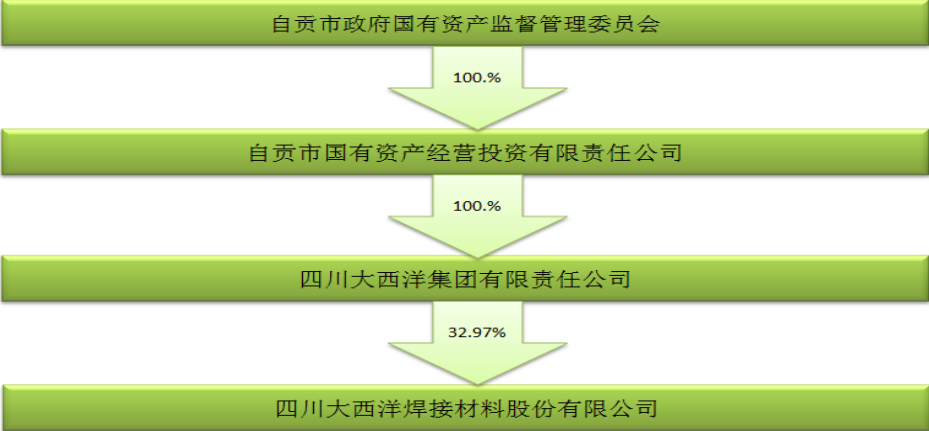 自贡市政府国有资产监督管理委员会
100.%
自贡市国有资产经营投资有限责任公司
100.%
四川大西洋集团有限责任公司
32.97%
四川大西洋焊接材料股份有限公司